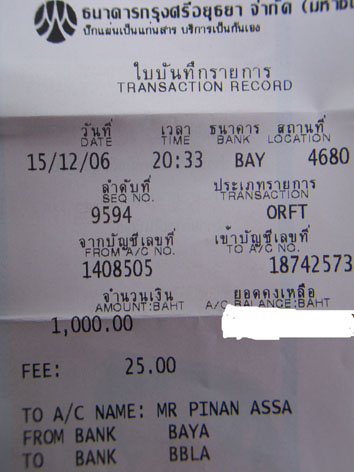 ธนาคารกรุงศรีอยุธยา จำกัด
ปึกแผ่นเป็นแก่นสาร บริการเป็นกันเอง
ใบบันทึกรายการ
TRANSACTION RECORD
วันที่ เวลา ธนาคาร สถานที่
DATE TIME BANK LOCATION
15/12/06 20:33 BAY 4680
ลำดับที่ ประเภทรายการ
SEQ NO. TRANSACTION
9594 ORFT
จากบัญชีเลขที่ เข้าบัญชีเลขที่
FROM A/C NO. TO A/C NO.
1408505 18742573
จำนวนเงิน ยอดคงเหลือ
AMOUNT:BAHT A/C BALANCE:BAHT
1,000.00
FEE: 25.00
TO A/C NAME: MR PINAN ASSA
FROM BANK BAYA
TO BANK BBLA